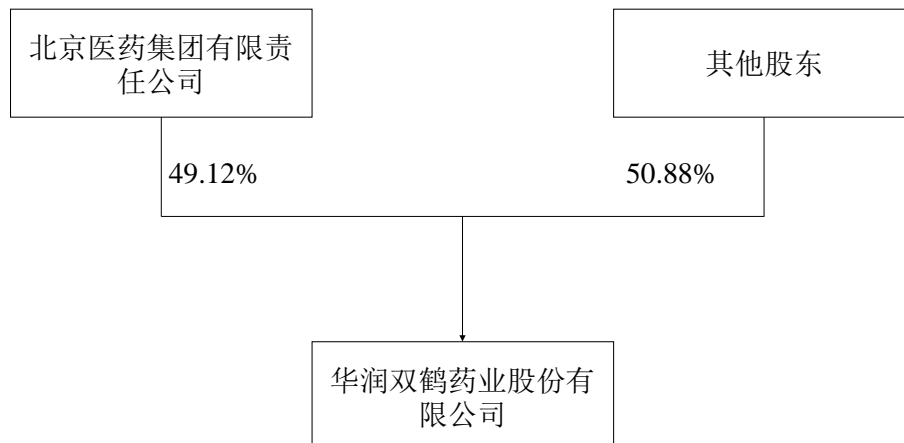 北京医药集团有限责
任公司
其他股东
49.12%
50.88%
华润双鹤药业股份有
限公司